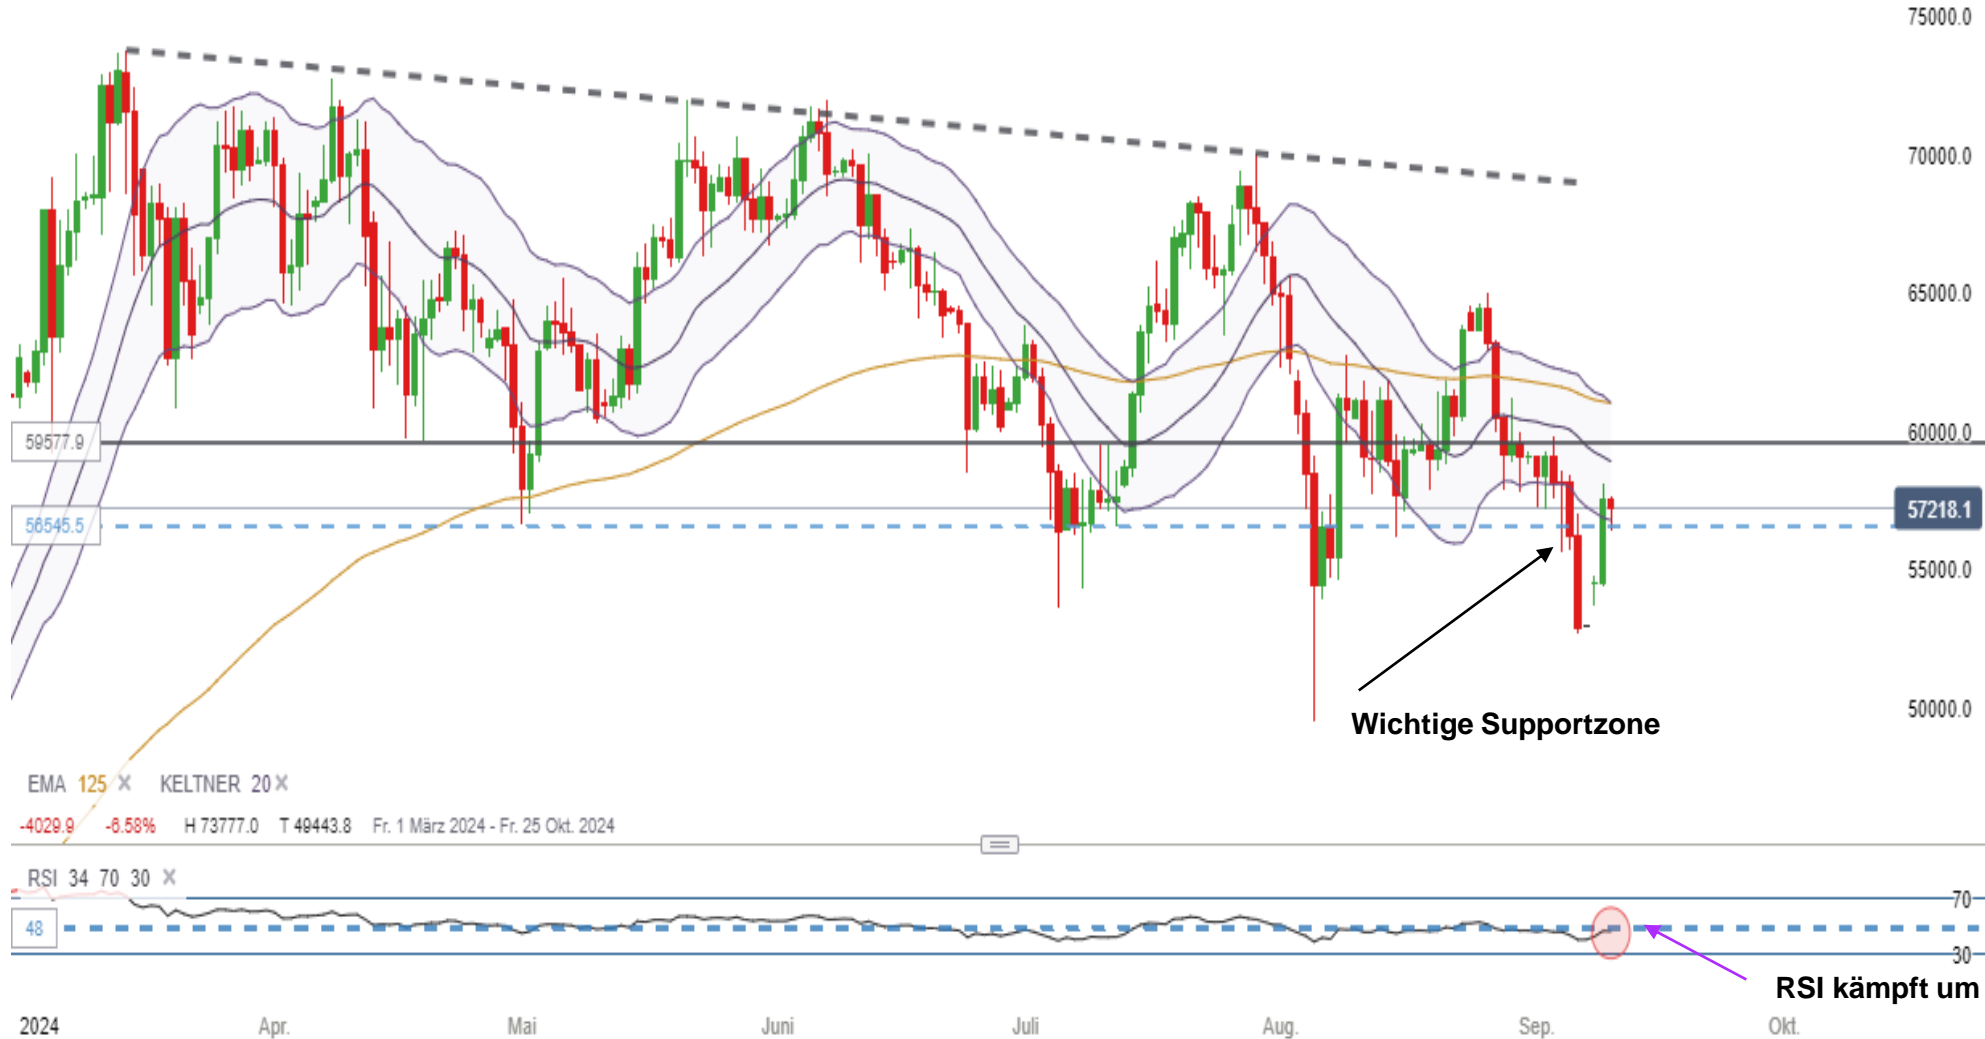 75000.0
70000.0
65000.0
60000.0
59577.9
57218.1
56545.5
55000.0
Wichtige Supportzone
50000.0
EMA 125 KELTNER 20
-4029.9 -6.58% H 73777.0 T 49443.8 Fr. 1 März 2024 - Fr. 25 Okt. 2024
RSI 34 70 30
70
48
30
RSI kämpft um
2024 Apr. Mai Juni Juli Aug. Sep. Okt.